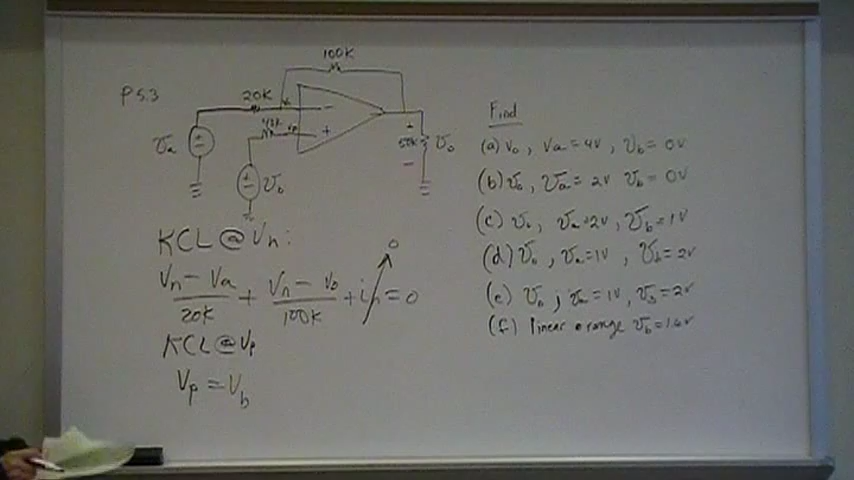 100K
P 5.3
20K
Va
Vp
50K
Vo
Vb
+
-
KCL @ Vn:
Vn - Va / 20K + Vn - Vo / 100K + in = 0
0
KCL @ Vp
Vp = Vb
Find
(a) Vo, Va = 4V, Vb = 0V
(b) Vo, Va = 2V Vb = 0V
(c) Vo, Va = 2V, Vb = 1V
(d) Vo, Va = 1V, Vb = 2V
(e) Vo, Va = 1V, Vb = 2V
(f) linear range Vb = 1.6V